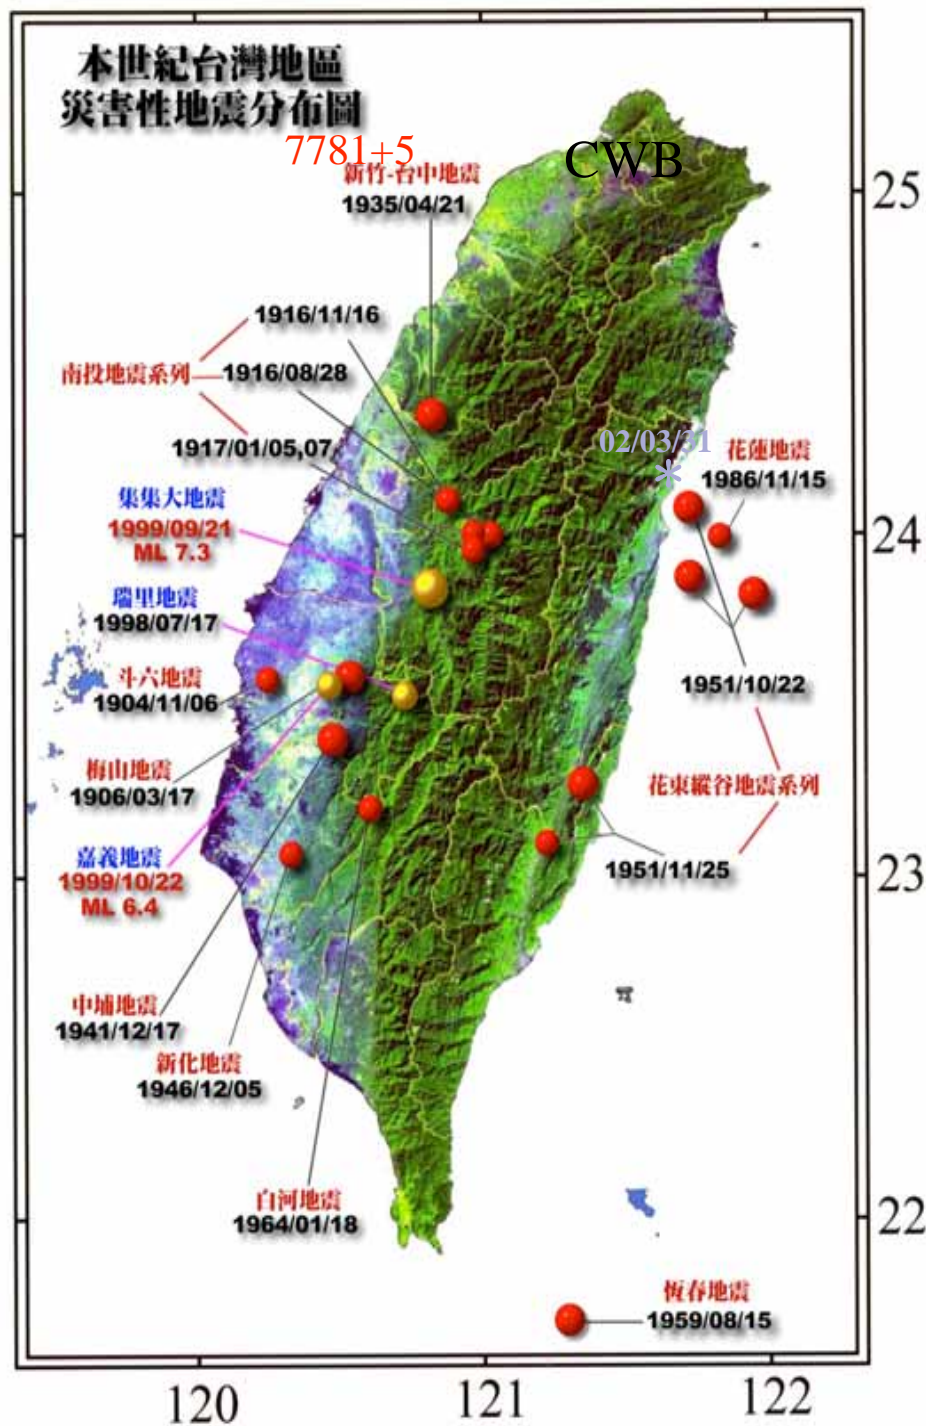 本世紀台灣地區
災害性地震分布圖
7781+5
CWB
新竹-台中地震
1935/04/21
25
1916/11/16
南投地震系列
1916/08/28
1917/01/05,07
02/03/31
*
花蓮地震
1986/11/15
集集大地震
1999/09/21
ML 7.3
24
瑞里地震
1998/07/17
斗六地震
1904/11/06
1951/10/22
梅山地震
1906/03/17
花東縱谷地震系列
嘉義地震
1999/10/22
ML 6.4
1951/11/25
23
中埔地震
1941/12/17
新化地震
1946/12/05
白河地震
1964/01/18
22
恆春地震
1959/08/15
120
121
122